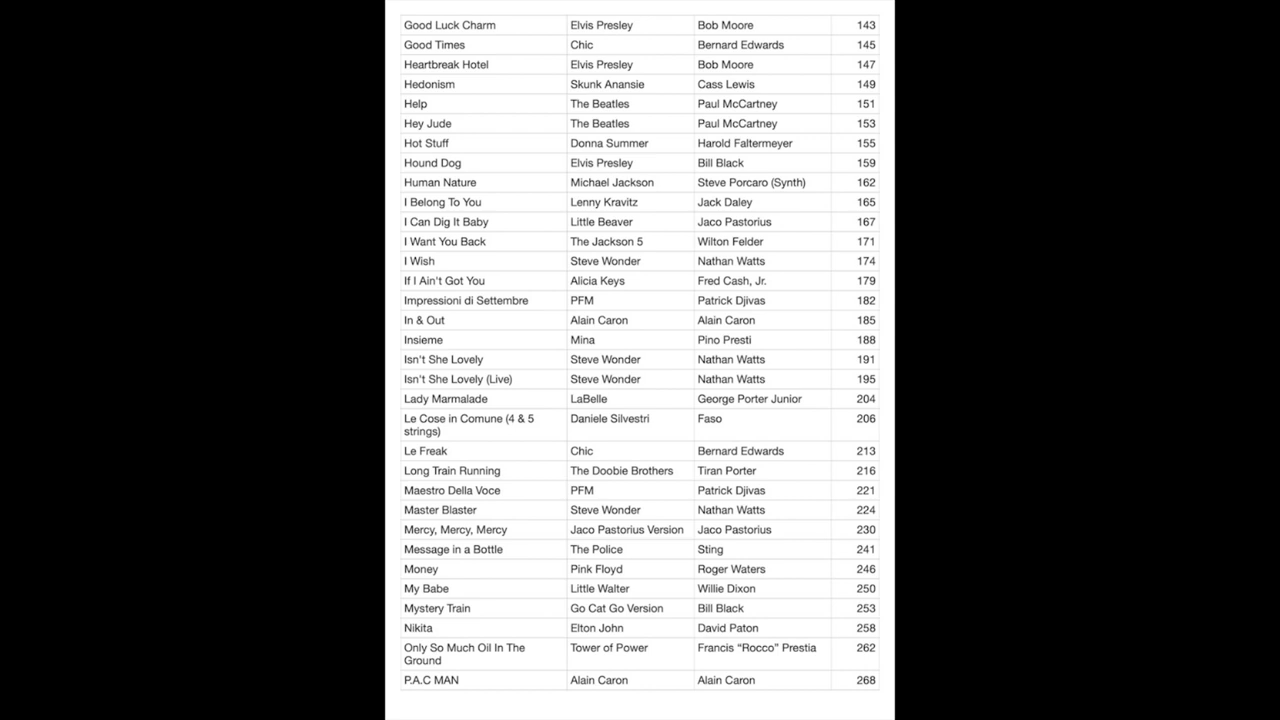 Good Luck Charm Elvis Presley Bob Moore 143
Good Times Chic Bernard Edwards 145
Heartbreak Hotel Elvis Presley Bob Moore 147
Hedonism Skunk Anansie Cass Lewis 149
Help The Beatles Paul McCartney 151
Hey Jude The Beatles Paul McCartney 153
Hot Stuff Donna Summer Harold Faltermeyer 155
Hound Dog Elvis Presley Bill Black 159
Human Nature Michael Jackson Steve Porcaro (Synth) 162
I Belong To You Lenny Kravitz Jack Daley 165
I Can Dig It Baby Little Beaver Jaco Pastorius 167
I Want You Back The Jackson 5 Wilton Felder 171
I Wish Steve Wonder Nathan Watts 174
If I Ain't Got You Alicia Keys Fred Cash, Jr. 179
Impressioni di Settembre PFM Patrick Djivas 182
In & Out Alain Caron Alain Caron 185
Insieme Mina Pino Presti 188
Isn't She Lovely Steve Wonder Nathan Watts 191
Isn't She Lovely (Live) Steve Wonder Nathan Watts 195
Lady Marmalade LaBelle George Porter Junior 204
Le Cose in Comune (4 & 5 Daniele Silvestri Faso 206
strings)
Le Freak Chic Bernard Edwards 213
Long Train Running The Doobie Brothers Tiran Porter 216
Maestro Della Voce PFM Patrick Djivas 221
Master Blaster Steve Wonder Nathan Watts 224
Mercy, Mercy, Mercy Jaco Pastorius Version Jaco Pastorius 230
Message in a Bottle The Police Sting 241
Money Pink Floyd Roger Waters 246
My Babe Little Walter Willie Dixon 250
Mystery Train Go Cat Go Version Bill Black 253
Nikita Elton John David Paton 258
Only So Much Oil In The Tower of Power Francis “Rocco” Prestia 262
Ground
P.A.C MAN Alain Caron Alain Caron 268